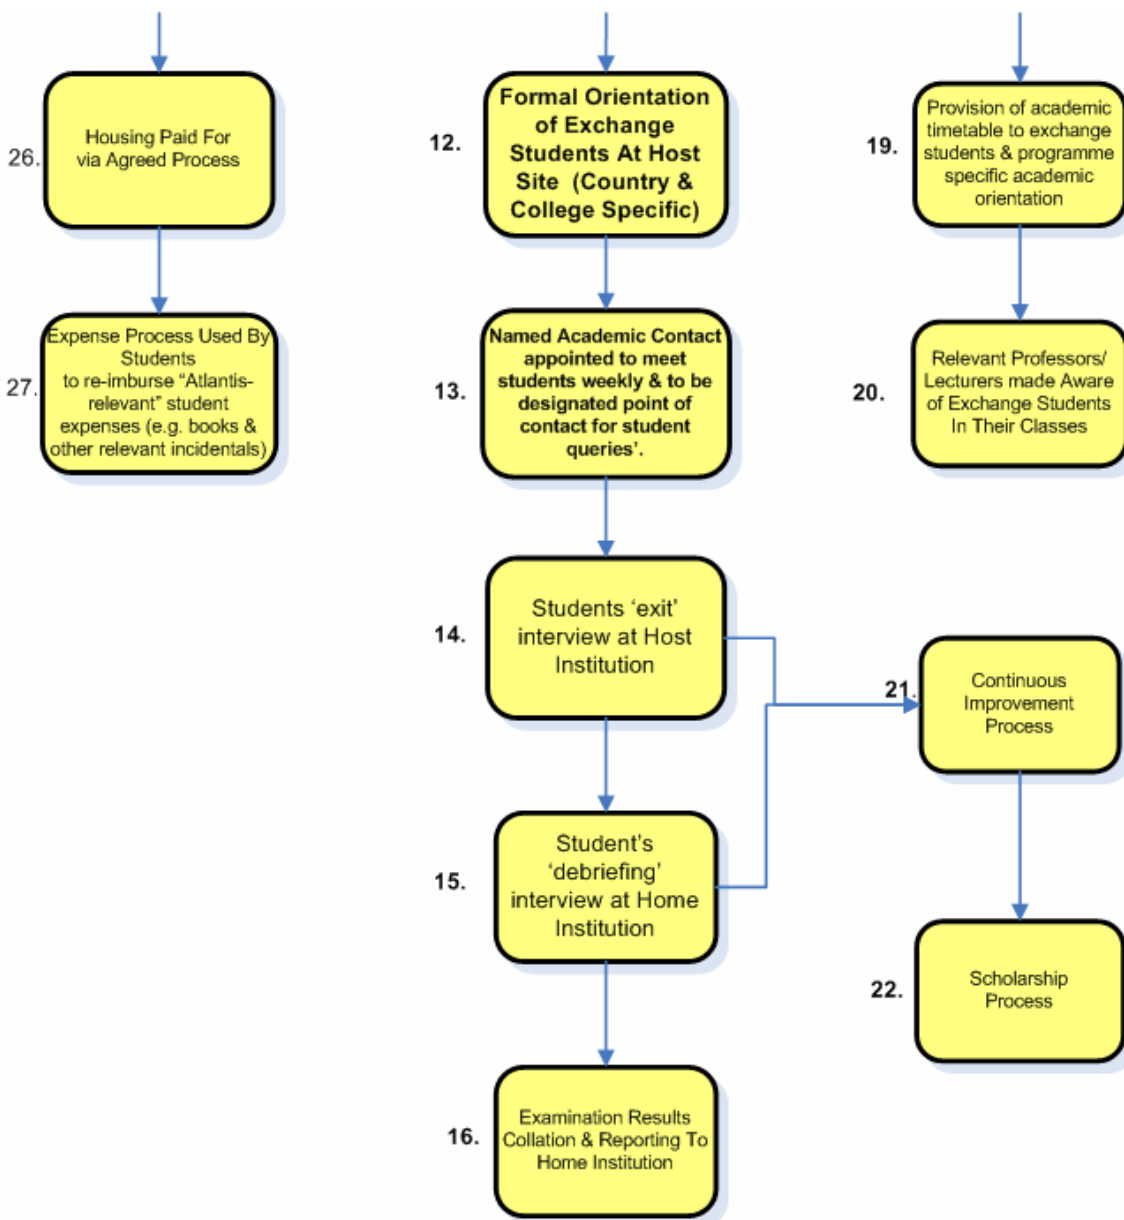 26.
Housing Paid For
via Agreed Process
27.
Expense Process Used By
Students
to re-imburse “Atlantis-
relevant” student
expenses (e.g. books &
other relevant incidentals)
12.
Formal Orientation
of Exchange
Students At Host
Site (Country &
College Specific)
13.
Named Academic Contact
appointed to meet
students weekly & to be
designated point of
contact for student
queries’.
14.
Students ‘exit’
interview at Host
Institution
15.
Student’s
‘debriefing’
interview at Home
Institution
16.
Examination Results
Collation & Reporting To
Home Institution
19.
Provision of academic
timetable to exchange
students & programme
specific academic
orientation
20.
Relevant Professors/
Lecturers made Aware
of Exchange Students
In Their Classes
21.
Continuous
Improvement
Process
22.
Scholarship
Process